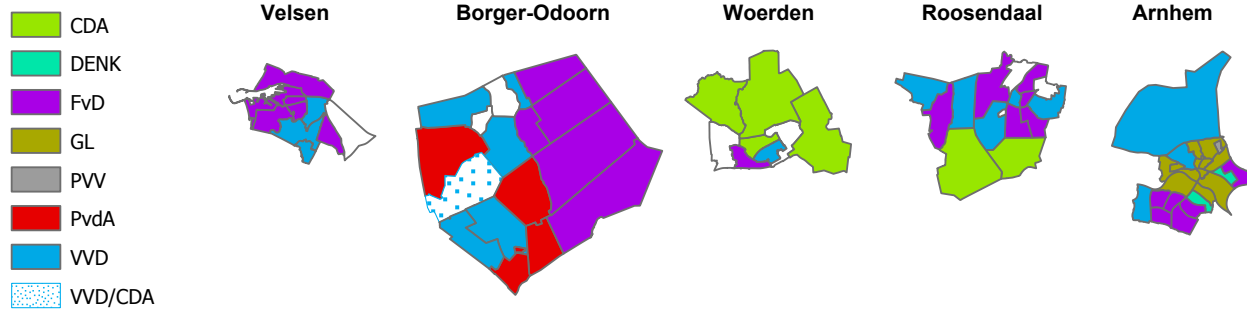 Velsen
Borger-Odoorn
Woerden
Roosendaal
Arnhem
CDA
DENK
FvD
GL
PVV
PvdA
VVD
VVD/CDA